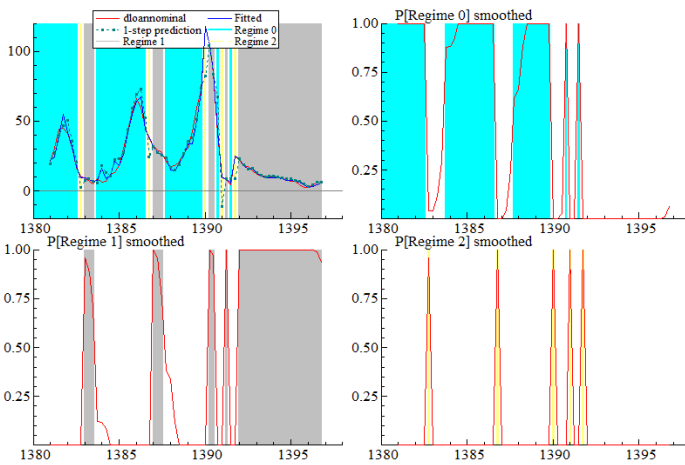 dloannominal Fitted
1-step prediction Regime 0
Regime 1 Regime 2
100
50
0
1380 1385 1390 1395
P[Regime 0] smoothed
1.00
0.75
0.50
0.25
1380 1385 1390 1395
P[Regime 1] smoothed
1.00
0.75
0.50
0.25
1380 1385 1390 1395
P[Regime 2] smoothed
1.00
0.75
0.50
0.25
1380 1385 1390 1395